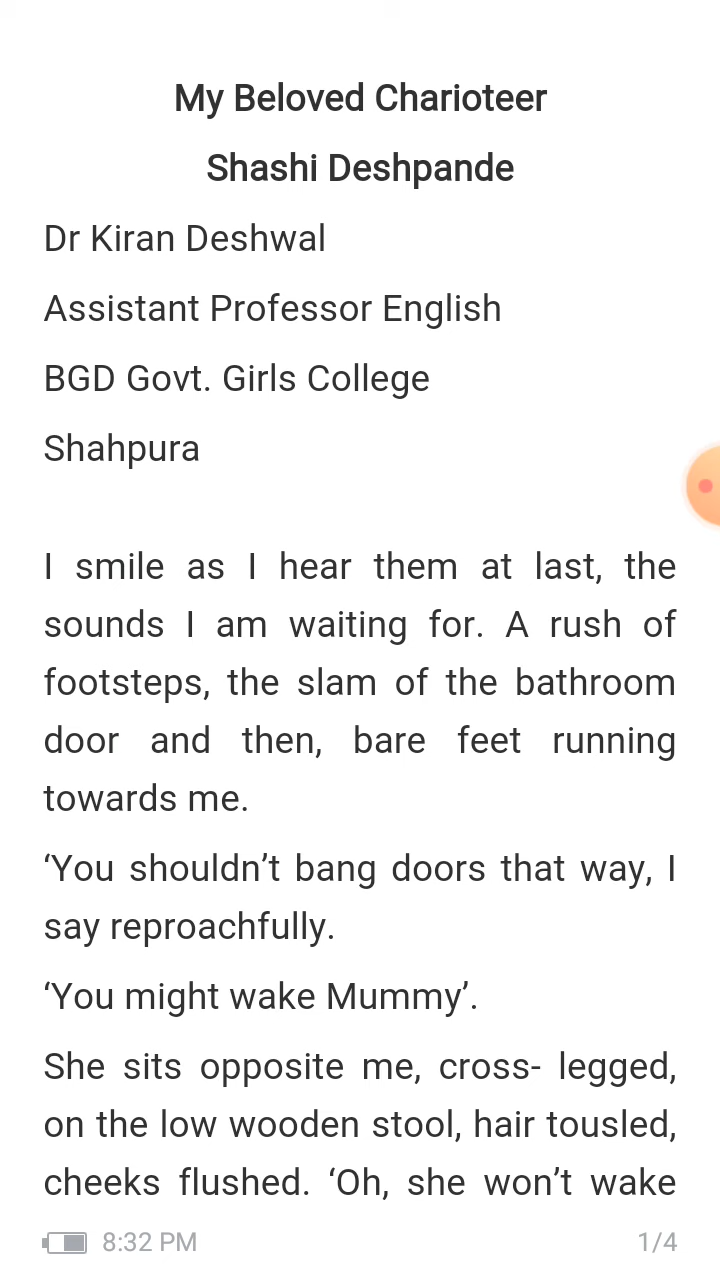 My Beloved Charioteer
Shashi Deshpande
Dr Kiran Deshwal
Assistant Professor English
BGD Govt. Girls College
Shahpura
I smile as I hear them at last, the
sounds I am waiting for. A rush of
footsteps, the slam of the bathroom
door and then, bare feet running
towards me.
‘You shouldn’t bang doors that way, I
say reproachfully.
‘You might wake Mummy’.
She sits opposite me, cross- legged,
on the low wooden stool, hair tousled,
cheeks flushed. ‘Oh, she won’t wake
8:32 PM
1/4